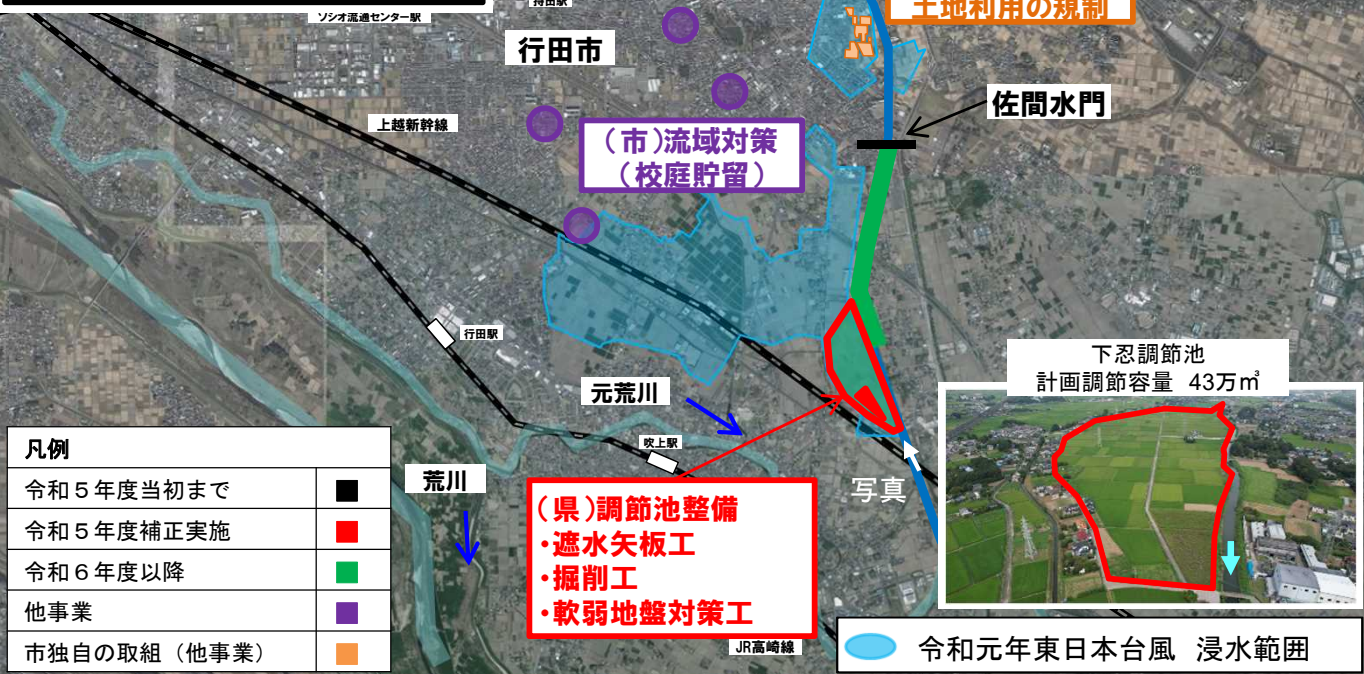 ソシオ流通センター駅
持田駅
土地利用の規制
行田市
佐間水門
上越新幹線
（市）流域対策
（校庭貯留）
行田駅
下忍調節池
計画調節容量 43万㎥
元荒川
吹上駅
凡例
令和５年度当初まで
令和５年度補正実施
令和６年度以降
他事業
市独自の取組（他事業）
荒川
写真
（県）調節池整備
・遮水矢板工
・掘削工
・軟弱地盤対策工
JR高崎線
令和元年東日本台風 浸水範囲